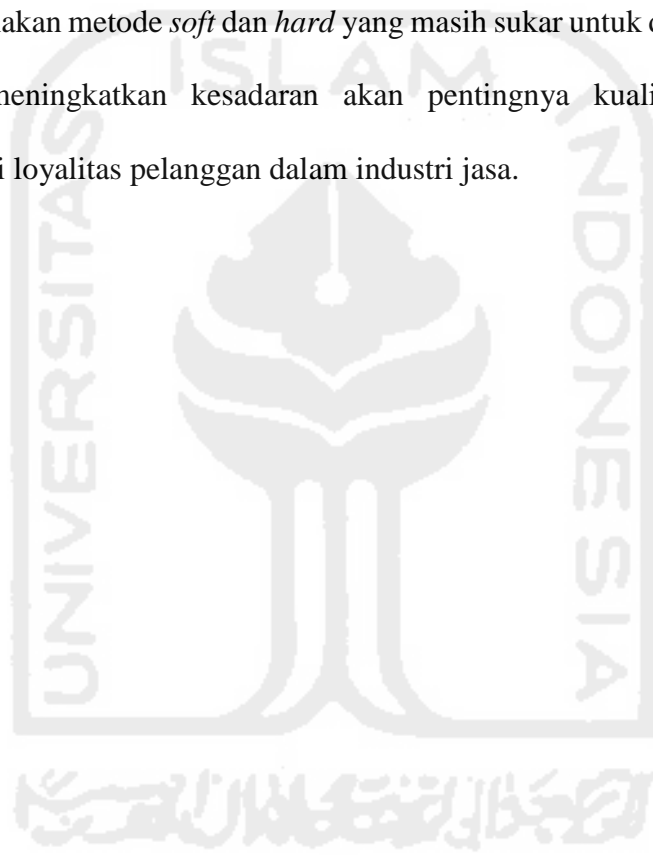 akan metode soft dan hard yang masih sukar untuk
meningkatkan kesadaran akan pentingnya
i loyalitas pelanggan dalam industri jasa.
ISLAM
UNIVERSITAS
INDONESIA